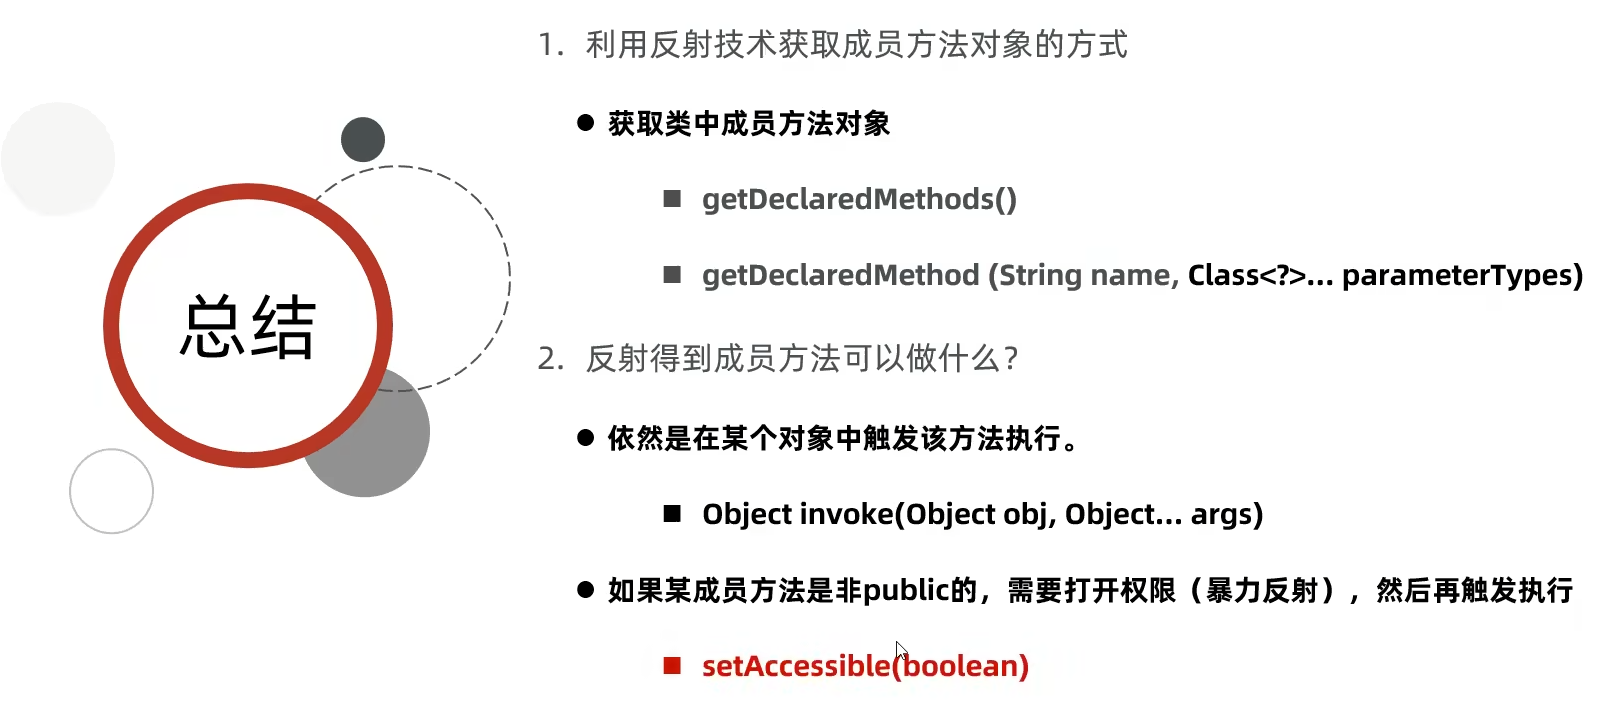 总结
1. 利用反射技术获取成员方法对象的方式
● 获取类中成员方法对象
■ getDeclaredMethods()
■ getDeclaredMethod (String name, Class<?>... parameterTypes)
2. 反射得到成员方法可以做什么?
● 依然是在某个对象中触发该方法执行。
■ Object invoke(Object obj, Object... args)
● 如果某成员方法是非public的，需要打开权限（暴力反射），然后再触发执行
■ setAccessible(boolean)